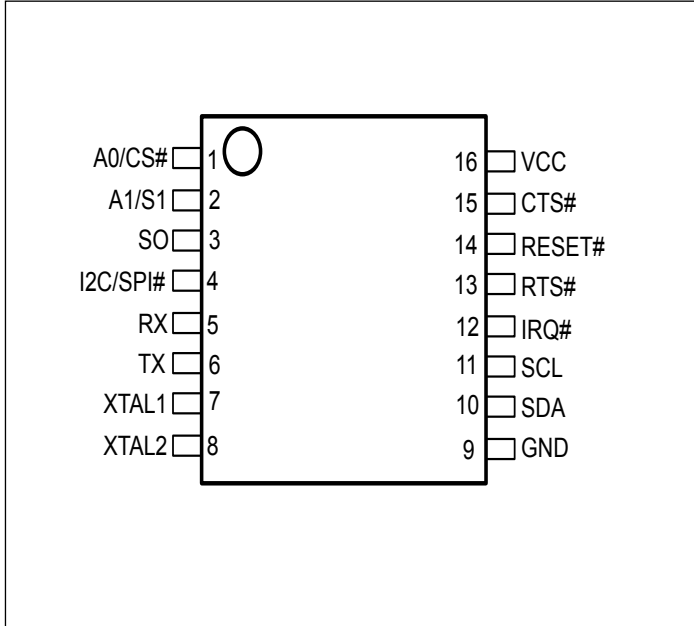 A0/CS# 1 16 VCC
A1/S1 2 15 CTS#
SO 3 14 RESET#
I2C/SPI# 4 13 RTS#
RX 5 12 IRQ#
TX 6 11 SCL
XTAL1 7 10 SDA
XTAL2 8 9 GND